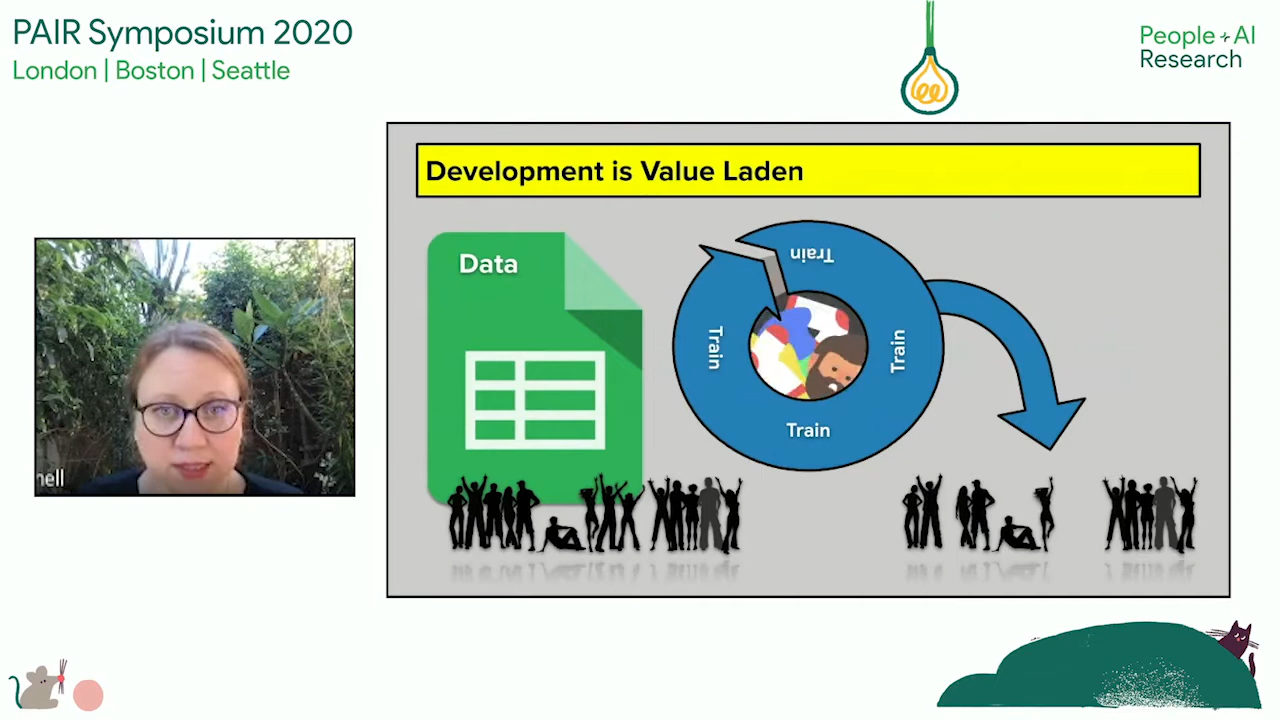 PAIR Symposium 2020
London | Boston | Seattle
People + AI
Research
Development is Value Laden
Data
Train
Train
Train
Train
nell